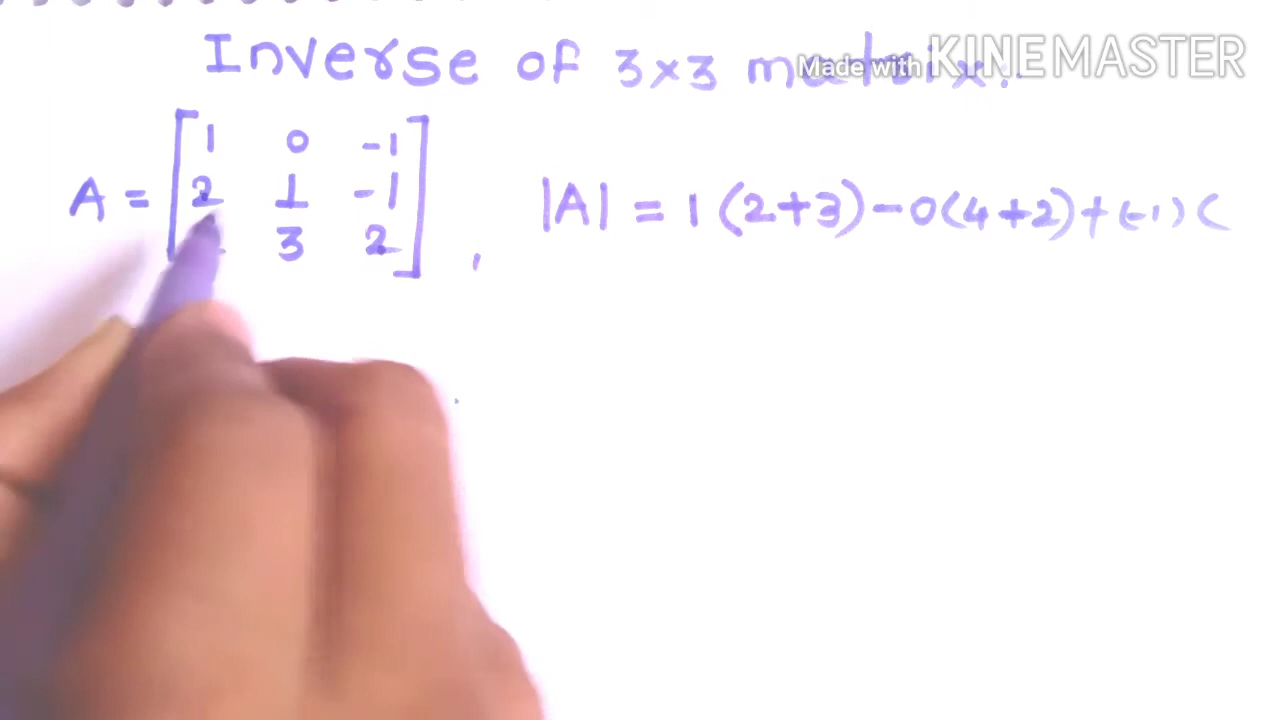 Inverse of 3×3 matrix.
Made with KINEMASTER
A = [ 1 0 -1
2 1 -1
3 2 ] , |A| = 1(2+3) - 0(4+2) + (-1)(